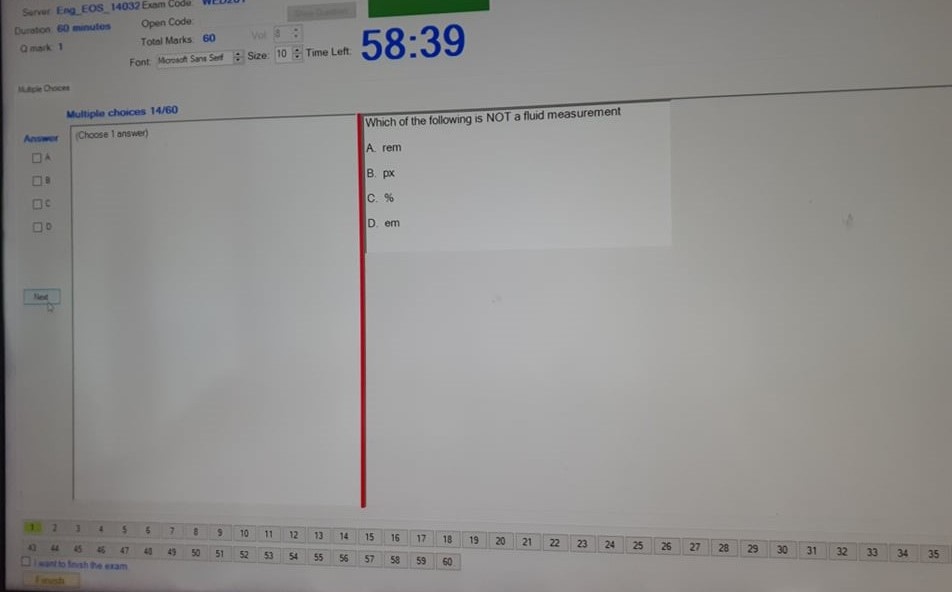 Server: Eng_EOS_14032 Exam Code:
Duration: 60 minutes Open Code:
Q mark: 1 Total Marks: 60 Vol: 8
Font: Microsoft Sans Serif Size: 10 Time Left: 58:39
Multiple Choices
Multiple choices 14/60
Answer
(Choose 1 answer)
A
B
C
D
Next
Which of the following is NOT a fluid measurement
A. rem
B. px
C. %
D. em
1 2 3 4 5 6 7 8 9 10 11 12 13 14 15 16 17 18 19 20 21 22 23 24 25 26 27 28 29 30 31 32 33 34 35
43 44 45 46 47 48 49 50 51 52 53 54 55 56 57 58 59 60
I want to finish the exam.
Finish